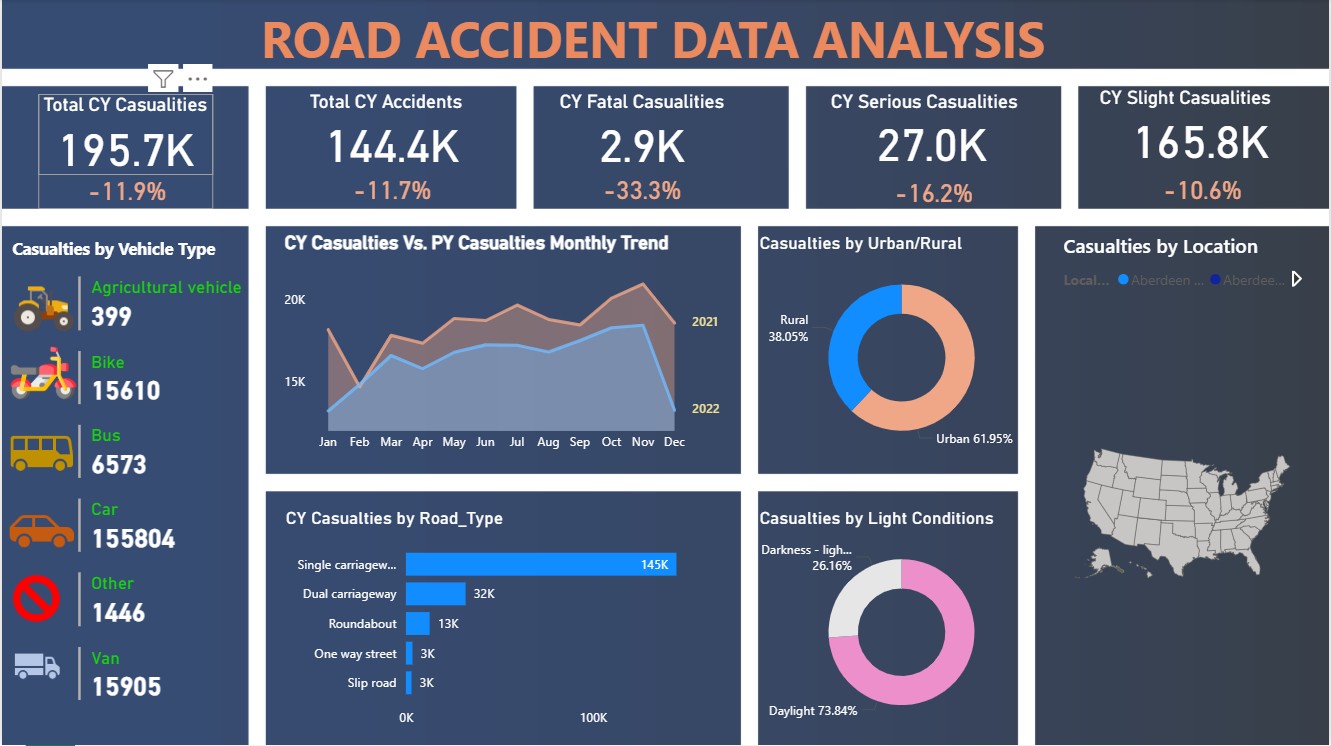 ROAD ACCIDENT DATA ANALYSIS
Total CY Casualities
195.7K
-11.9%
Total CY Accidents
144.4K
-11.7%
CY Fatal Casualities
2.9K
-33.3%
CY Serious Casualities
27.0K
-16.2%
CY Slight Casualities
165.8K
-10.6%
Casualties by Vehicle Type
Agricultural vehicle
399
Bike
15610
Bus
6573
Car
155804
Other
1446
Van
15905
CY Casualties Vs. PY Casualties Monthly Trend
20K
15K
2021
2022
Jan Feb Mar Apr May Jun Jul Aug Sep Oct Nov Dec
CY Casualties by Road_Type
Single carriagew... 145K
Dual carriageway 32K
Roundabout 13K
One way street 3K
Slip road 3K
0K 100K
Casualties by Urban/Rural
Rural
38.05%
Urban 61.95%
Casualties by Light Conditions
Darkness - ligh...
26.16%
Daylight 73.84%
Casualties by Location
Local... Aberdeen ... Aberdee...